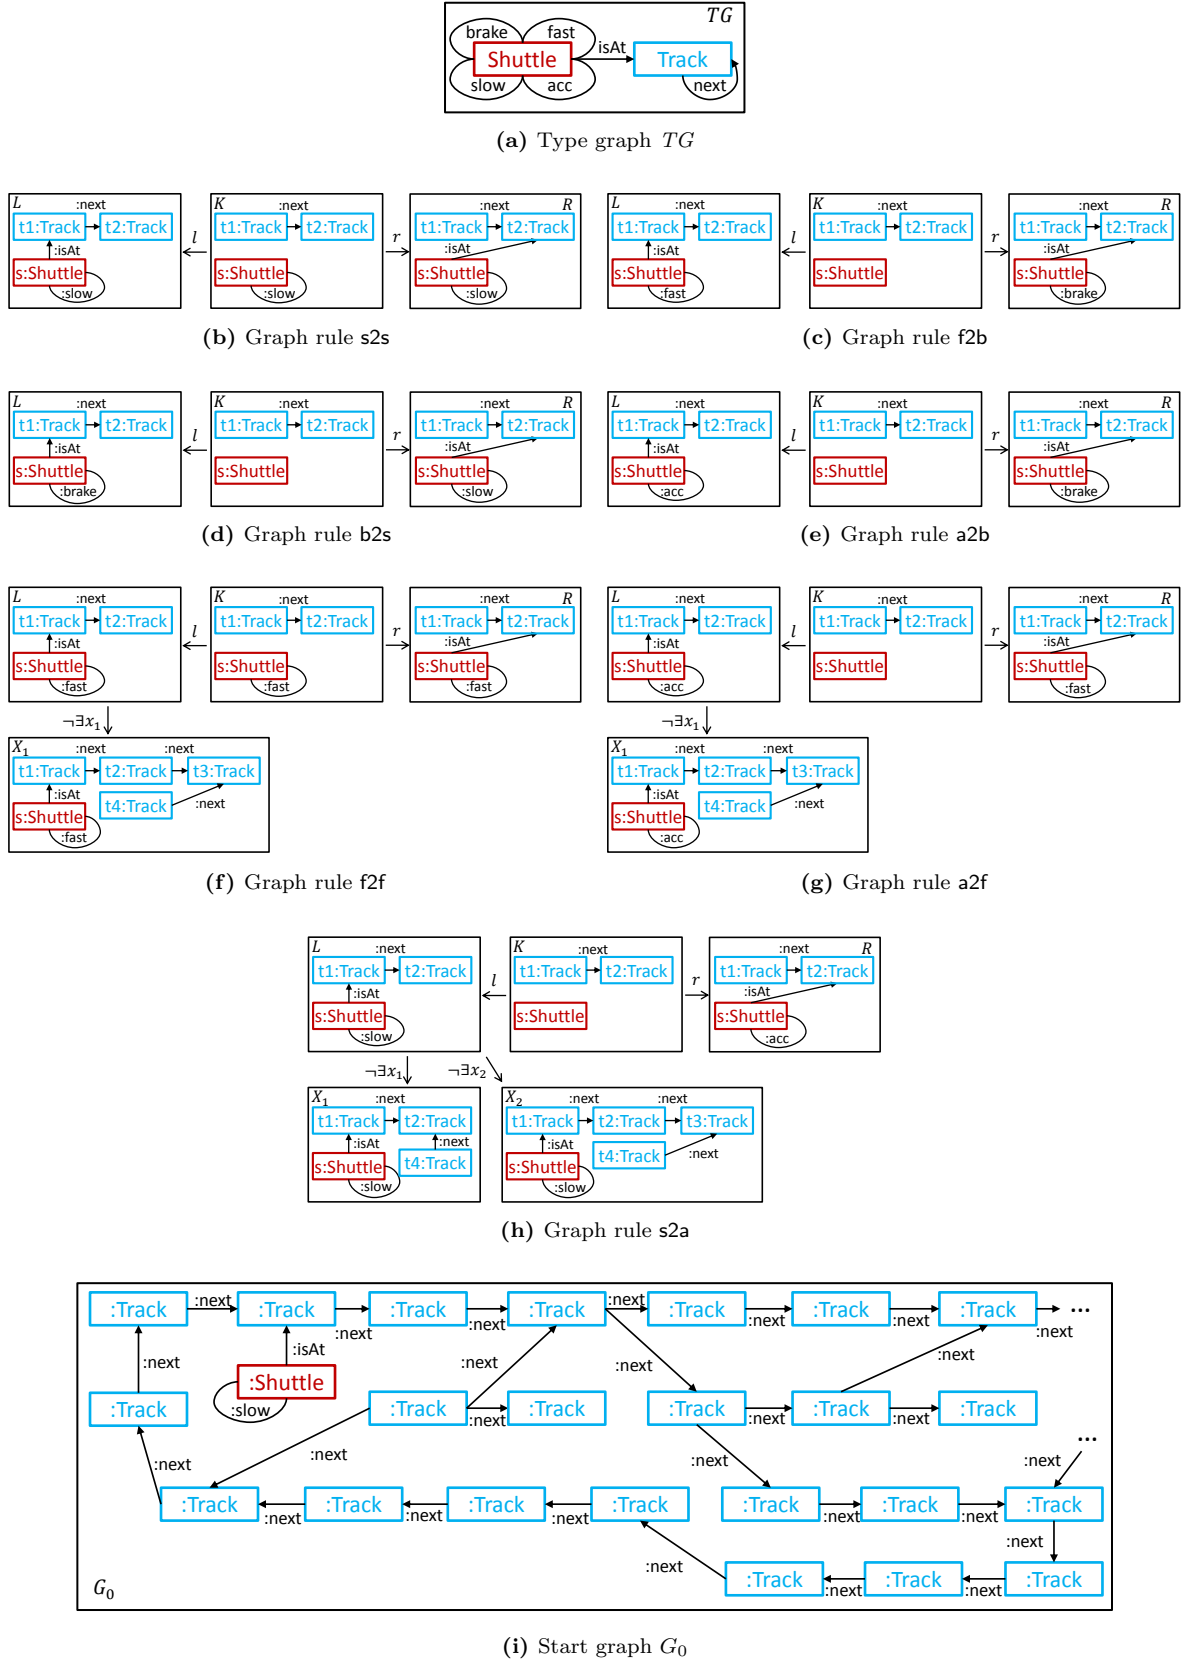 TG
brake fast
isAt
Shuttle Track
slow acc next
(a) Type graph TG
L :next K :next :next R
t1:Track t2:Track t1:Track t2:Track t1:Track t2:Track
l r
:isAt :isAt
s:Shuttle s:Shuttle s:Shuttle
:slow :slow :slow
(b) Graph rule s2s
L :next K :next :next R
t1:Track t2:Track t1:Track t2:Track t1:Track t2:Track
l r
:isAt :isAt
s:Shuttle s:Shuttle s:Shuttle
:fast :brake
(c) Graph rule f2b
L :next K :next :next R
t1:Track t2:Track t1:Track t2:Track t1:Track t2:Track
l r
:isAt :isAt
s:Shuttle s:Shuttle s:Shuttle
:brake :slow
(d) Graph rule b2s
L :next K :next :next R
t1:Track t2:Track t1:Track t2:Track t1:Track t2:Track
l r
:isAt :isAt
s:Shuttle s:Shuttle s:Shuttle
:acc :brake
(e) Graph rule a2b
L :next K :next :next R
t1:Track t2:Track t1:Track t2:Track t1:Track t2:Track
l r
:isAt :isAt
s:Shuttle s:Shuttle s:Shuttle
:fast :fast :fast
¬∃x₁
X₁ :next :next
t1:Track t2:Track t3:Track
:isAt t4:Track
s:Shuttle :next
:fast
(f) Graph rule f2f
L :next K :next :next R
t1:Track t2:Track t1:Track t2:Track t1:Track t2:Track
l r
:isAt :isAt
s:Shuttle s:Shuttle s:Shuttle
:acc :fast
¬∃x₁
X₁ :next :next
t1:Track t2:Track t3:Track
:isAt t4:Track
s:Shuttle :next
:acc
(g) Graph rule a2f
L :next K :next :next R
t1:Track t2:Track t1:Track t2:Track t1:Track t2:Track
l r
:isAt :isAt
s:Shuttle s:Shuttle s:Shuttle
:slow :acc
¬∃x₁ ¬∃x₂
X₁ :next
t1:Track t2:Track
:isAt :next
s:Shuttle t4:Track
:slow
X₂ :next :next
t1:Track t2:Track t3:Track
:isAt t4:Track
s:Shuttle :next
:slow
(h) Graph rule s2a
:next :next
:Track :Track :Track :Track :Track :Track :Track ...
:next :next :next :next :next
:isAt
:next :next :next :next
:Shuttle
:slow
:Track :Track :Track :Track :Track :Track
:next :next :next
...
:next :next :next :next
:Track :Track :Track :Track :Track :Track :Track
:next :next :next :next :next
:next :next
:Track :Track :Track
:next :next
G₀
(i) Start graph G₀